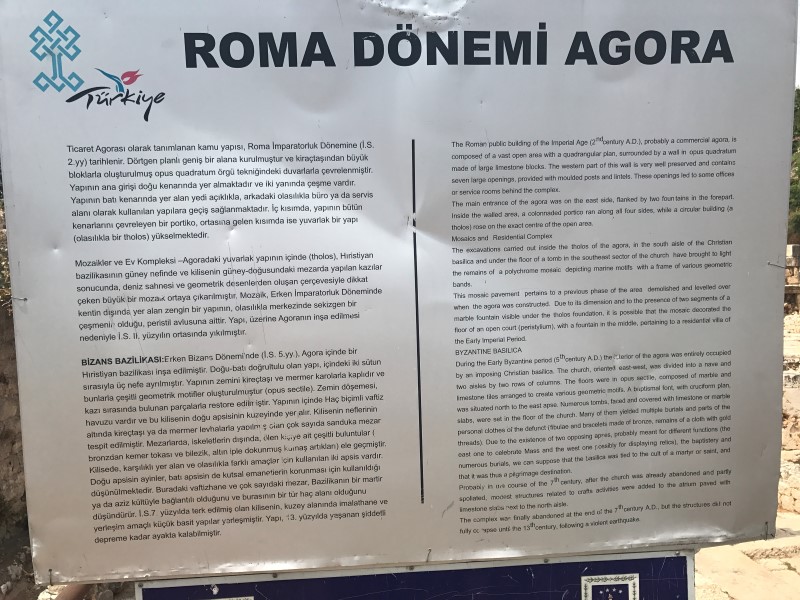 ROMA DÖNEMİ AGORA
Türkiye
Ticaret Agorası olarak tanımlanan kamu yapısı, Roma İmparatorluk Dönemine (İ.S.
2.yy) tarihlenir. Dörtgen planlı geniş bir alana kurulmuştur ve kiraçtaşından büyük
bloklarla oluşturulmuş opus quadratum örgü tekniğindeki duvarlarla çevrenlmiştir.
Yapının ana girişi doğu kenarında yer almaktadır ve iki yanında çeşme vardır.
Yapının batı kenarında yer alan yedi açıklıkla, arkadaki olasılıkla büro ya da servis
alanı olarak kullanılan yapılara geçiş sağlanmaktadır. İç kısımda, yapının bütün
kenarlarını çevreleyen bir portiko, ortasına gelen kısımda ise yuvarlak bir yapı
(olasılıkla bir tholos) yükselmektedir.
Mozaikler ve Ev Kompleksi –Agoradaki yuvarlak yapının içinde (tholos), Hıristiyan
bazilikasının güney nefinde ve kilisenin güney-doğusundaki mezarda yapılan kazılar
sonucunda, deniz sahnesi ve geometrik desenlerden oluşan çerçevesiyle dikkat
çeken büyük bir mozaik ortaya çıkarılmıştır. Mozaik, Erken İmparatorluk Döneminde
kentin dışında yer alan zengin bir yapının, olasılıkla merkezinde sekizgen bir
çeşmenin olduğu, peristil avlusuna aittir. Yapı, üzerine Agoranın inşa edilmesi
nedeniyle İ.S. II. yüzyılın ortasında yıkılmıştır.
BİZANS BAZİLİKASI:Erken Bizans Dönemi'nde (İ.S. 5.yy.), Agora içinde bir
Hıristiyan bazilikası inşa edilmiştir. Doğu-batı doğrultulu olan yapı, içindeki iki sütun
sırasıyla üç nefe ayrılmıştır. Yapının zemini kireçtaşı ve mermer karolarla kaplıdır ve
bunlarla çeşitli geometrik motifler oluşturulmuştur (opus sectile). Zemin döşemesi,
kazı sırasında bulunan parçalarla restore edilir iştir. Yapının içinde Haç biçimli vaftiz
havuzu vardır ve bu kilisenin doğu apsisinin kuzeyinde yer alır. Kilisenin neflerinin
altında kireçtaşı ya da mermer levhalarla yapılmış olan çok sayıda sanduka mezar
tespit edilmiştir. Mezarlarda, iskeletlerin dışında, ölen kişiye ait çeşitli buluntular (
bronzdan kemer tokası ve bilezik, altın iple dokunmuş kumaş artıkları) ele geçmiştir.
Kilisede, karşılıklı yer alan ve olasılıkla farklı amaçlar için kullanılan iki apsis vardır.
Doğu apsisin ayinler, batı apsisin de kutsal emanetlerin korunması için kullanıldığı
düşünülmektedir. Buradaki vaftizhane ve çok sayıdaki mezar, Bazilikanın bir martir
ya da aziz kültüyle bağlantılı olduğunu ve burasının bir tür haç alanı olduğunu
düşündürür. İ.S.7. yüzyılda terk edilmiş olan kilisenin, kuzey alanında imalathane ve
yerleşim amaçlı küçük basit yapılar yerleşmiştir. Yapı, 13. yüzyılda yaşanan şiddetli
depreme kadar ayakta kalabilmiştir.
The Roman public building of the Imperial Age (2nd century A.D.), probably a commercial agora, is
composed of a vast open area with a quadrangular plan, surrounded by a wall in opus quadratum
made of large limestone blocks. The western part of this wall is very well preserved and contains
seven large openings, provided with moulded posts and lintels. These openings led to some offices
or service rooms behind the complex.
The main entrance of the agora was on the east side, flanked by two fountains in the forepart.
Inside the walled area, a colonnaded portico ran along all four sides, while a circular building (a
tholos) rose on the exact centre of the open area.
Mosaics and Residential Complex
The excavations carried out inside the tholos of the agora, in the south aisle of the Christian
basilica and under the floor of a tomb in the southeast sector of the church have brought to light
the remains of a polychrome mosaic depicting marine motifs with a frame of various geometric
bands.
This mosaic pavement pertains to a previous phase of the area demolished and levelled over
when the agora was constructed. Due to its dimension and to the presence of two segments of a
marble fountain visible under the tholos foundation, it is possible that the mosaic decorated the
floor of an open court (peristylium), with a fountain in the middle, pertaining to a residential villa of
the Early Imperial Period.
BYZANTINE BASILICA
During the Early Byzantine period (5th century A.D.) the interior of the agora was entirely occupied
by an imposing Christian basilica. The church, oriented east-west, was divided into a nave and
two aisles by two rows of columns. The floors were in opus sectile, composed of marble and
limestone tiles arranged to create various geometric motifs. A baptismal font, with cruciform plan,
was situated north to the east apse. Numerous tombs, faced and covered with limestone or marble
slabs, were set in the floor of the church. Many of them yielded multiple burials and parts of the
personal clothes of the defunct (fibulae and bracelets made of bronze, remains of a cloth with gold
threads). Due to the existence of two opposing apses, probably meant for different functions (the
east one to celebrate Mass and the west one possibly for displaying relics), the baptistery and
numerous burials, we can suppose that the basilica was tied to the cult of a martyr or saint, and
that it was thus a pilgrimage destination.
Probably in the course of the 7th century, after the church was already abandoned and partly
spoliated, modest structures related to crafts activities were added to the atrium paved with
limestone slabs next to the north aisle.
The complex was finally abandoned at the end of the 7th century A.D., but the structures did not
fully collapse until the 13th century, following a violent earthquake.